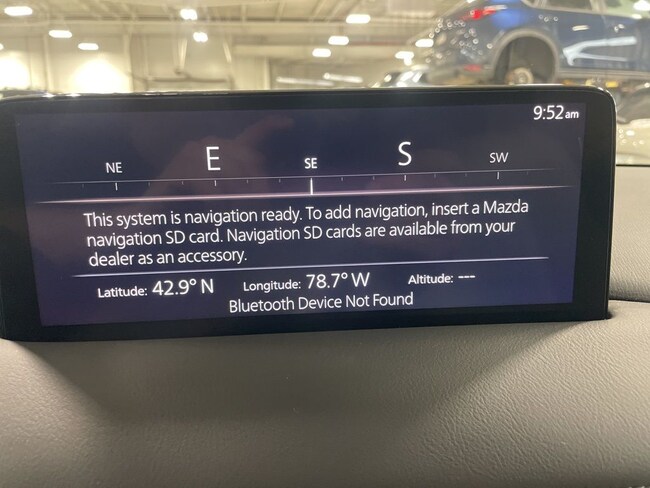 9:52am
NE E SE S SW
This system is navigation ready. To add navigation, insert a Mazda
navigation SD card. Navigation SD cards are available from your
dealer as an accessory.
Latitude: 42.9° N Longitude: 78.7° W Altitude: ---
Bluetooth Device Not Found